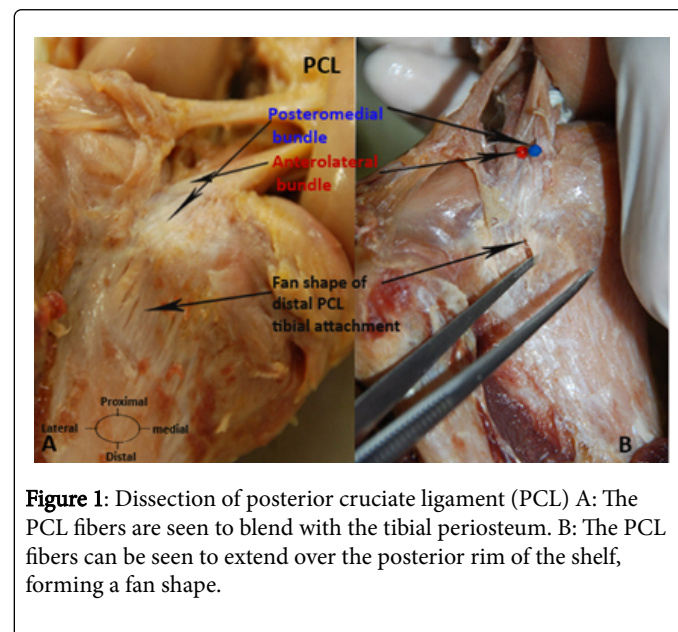 PCL
Posteromedial
bundle
Anterolateral
bundle
Fan shape of
distal PCL
tibial attachment
Proximal
Lateral
medial
Distal
A
B
Figure 1: Dissection of posterior cruciate ligament (PCL) A: The
PCL fibers are seen to blend with the tibial periosteum. B: The PCL
fibers can be seen to extend over the posterior rim of the shelf,
forming a fan shape.